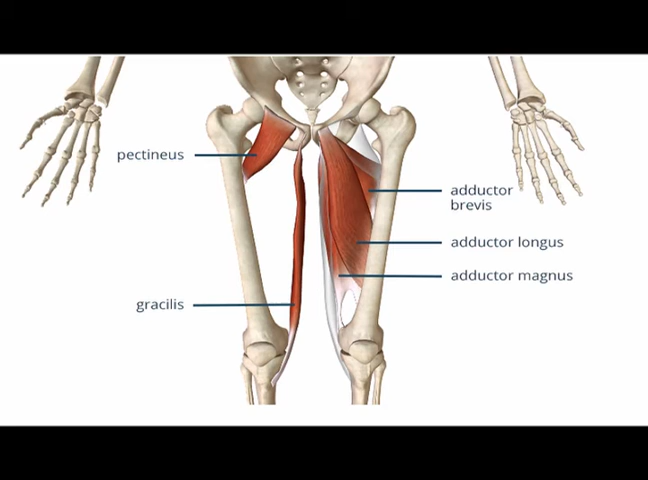 pectineus
adductor
brevis
adductor longus
adductor magnus
gracilis